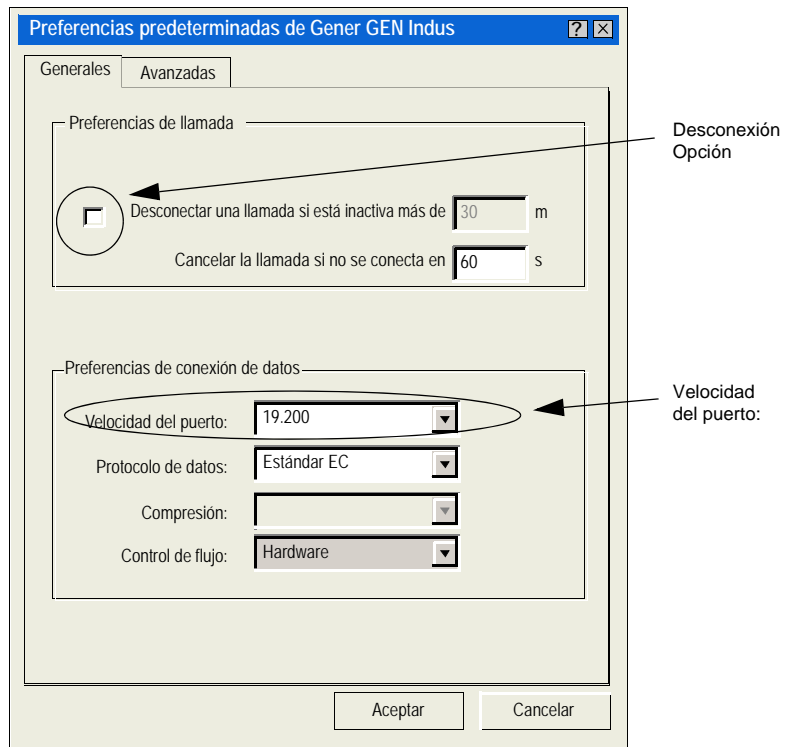 Preferencias predeterminadas de Gener GEN Indus
Generales
Avanzadas
Preferencias de llamada
Desconexión
Opción
Desconectar una llamada si está inactiva más de 30 m
Cancelar la llamada si no se conecta en 60 s
Preferencias de conexión de datos
Velocidad del puerto: 19.200
Velocidad
del puerto:
Protocolo de datos: Estándar EC
Compresión:
Control de flujo: Hardware
Aceptar
Cancelar